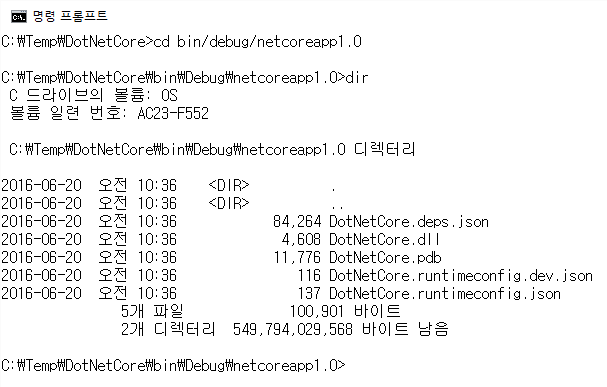 명령 프롬프트
C:₩Temp₩DotNetCore>cd bin/debug/netcoreapp1.0
C:₩Temp₩DotNetCore₩bin₩Debug₩netcoreapp1.0>dir
C 드라이브의 볼륨: OS
볼륨 일련 번호: AC23-F552
C:₩Temp₩DotNetCore₩bin₩Debug₩netcoreapp1.0 디렉터리
2016-06-20 오전 10:36 <DIR> .
2016-06-20 오전 10:36 <DIR> ..
2016-06-20 오전 10:36 84,264 DotNetCore.deps.json
2016-06-20 오전 10:36 4,608 DotNetCore.dll
2016-06-20 오전 10:36 11,776 DotNetCore.pdb
2016-06-20 오전 10:36 116 DotNetCore.runtimeconfig.dev.json
2016-06-20 오전 10:36 137 DotNetCore.runtimeconfig.json
5개 파일 100,901 바이트
2개 디렉터리 549,794,029,568 바이트 남음
C:₩Temp₩DotNetCore₩bin₩Debug₩netcoreapp1.0>